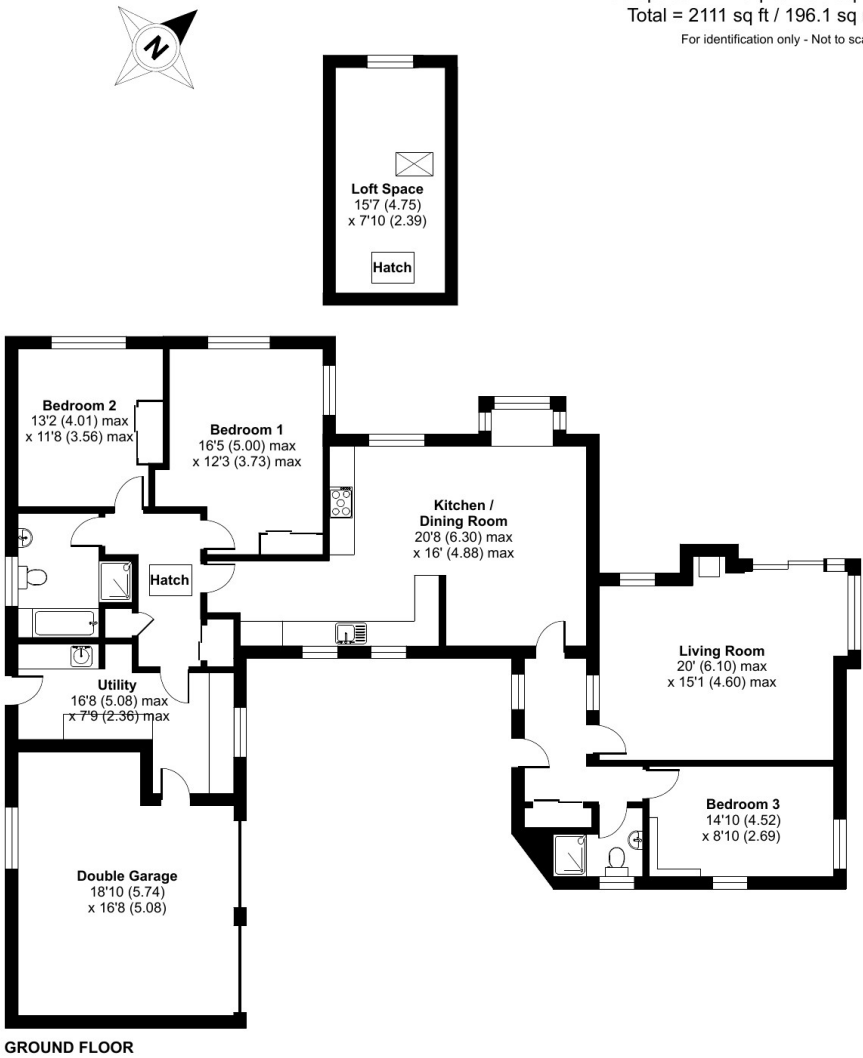 Total = 2111 sq ft / 196.1 sq
For identification only - Not to
N
Loft Space
15'7 (4.75)
x 7'10 (2.39)
Hatch
Bedroom 2
13'2 (4.01) max
x 11'8 (3.56) max
Bedroom 1
16'5 (5.00) max
x 12'3 (3.73) max
Kitchen /
Dining Room
20'8 (6.30) max
x 16' (4.88) max
Hatch
Living Room
20' (6.10) max
x 15'1 (4.60) max
Utility
16'8 (5.08) max
x 7'9 (2.36) max
Bedroom 3
14'10 (4.52)
x 8'10 (2.69)
Double Garage
18'10 (5.74)
x 16'8 (5.08)
GROUND FLOOR